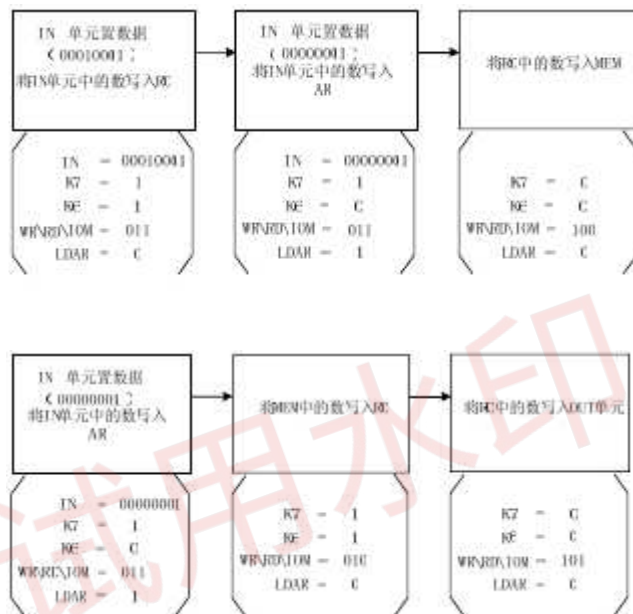 IN 单元置数据
(00010001)
将IN单元中的数写入RC
IN 单元置数据
(00000001)
将IN单元中的数写入
AR
将RC中的数写入MEM
IN = 00010001
K7 = 1
K6 = 1
WR\RD\IOM = 011
LDAR = 0
IN = 00000001
K7 = 1
K6 = 0
WR\RD\IOM = 011
LDAR = 1
K7 = 0
K6 = 0
WR\RD\IOM = 100
LDAR = 0
IN 单元置数据
(00000001)
将IN单元中的数写入
AR
将MEM中的数写入RC
将RC中的数写入OUT单元
IN = 00000001
K7 = 1
K6 = 0
WR\RD\IOM = 011
LDAR = 1
K7 = 1
K6 = 1
WR\RD\IOM = 010
LDAR = 0
K7 = 0
K6 = 0
WR\RD\IOM = 101
LDAR = 0
试用水印